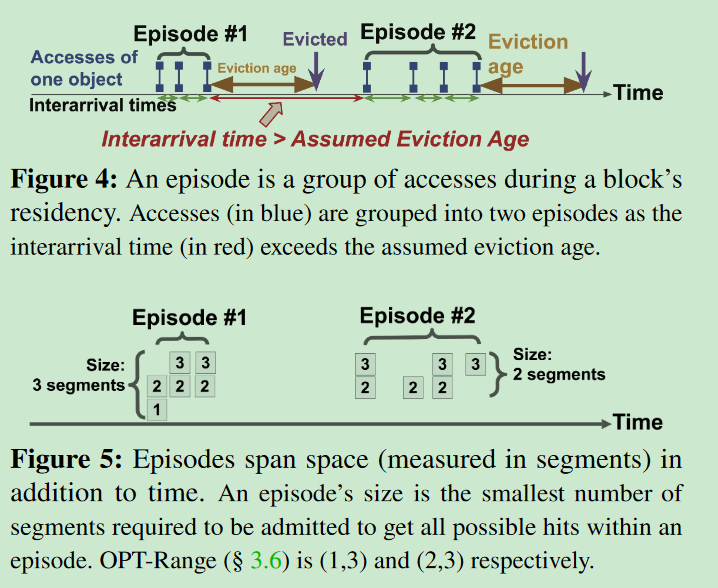 Episode #1
Evicted
Episode #2
Eviction age
Accesses of one object
Eviction age
Time
Interarrival times
Interarrival time > Assumed Eviction Age
Figure 4: An episode is a group of accesses during a block's
residency. Accesses (in blue) are grouped into two episodes as the
interarrival time (in red) exceeds the assumed eviction age.
Episode #1
Episode #2
Size:
3 segments
3 3
2 2 2
1
3 3 3
2 2 2
Size:
2 segments
Time
Figure 5: Episodes span space (measured in segments) in
addition to time. An episode's size is the smallest number of
segments required to be admitted to get all possible hits within an
episode. OPT-Range (§ 3.6) is (1,3) and (2,3) respectively.